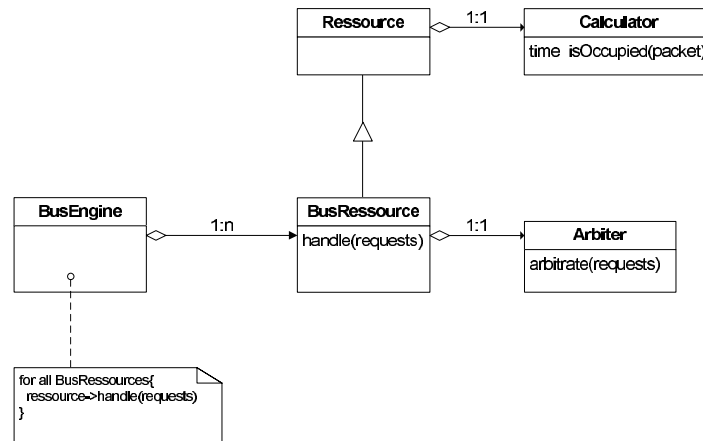 Ressource
1:1
Calculator
time isOccupied(packet)
BusEngine
1:n
BusRessource
handle(requests)
1:1
Arbiter
arbitrate(requests)
for all BusRessources{
ressource->handle(requests)
}